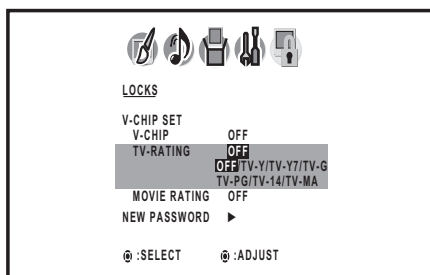 LOCKS
V-CHIP SET
V-CHIP OFF
TV-RATING OFF
OFF/TV-Y/TV-Y7/TV-G
TV-PG/TV-14/TV-MA
MOVIE RATING OFF
NEW PASSWORD ▶
:SELECT :ADJUST